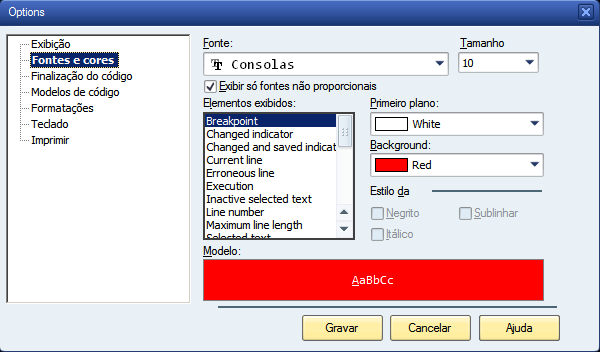 Options
Exibição
Fontes e cores
Finalização do código
Modelos de código
Formatações
Teclado
Imprimir
Fonte:
Consolas
Tamanho
10
Exibir só fontes não proporcionais
Elementos exibidos:
Breakpoint
Changed indicator
Changed and saved indicat
Current line
Erroneous line
Execution
Inactive selected text
Line number
Maximum line length
Selected text
Primeiro plano:
White
Background:
Red
Estilo da
Negrito
Sublinhar
Itálico
Modelo:
AaBbCc
Gravar
Cancelar
Ajuda